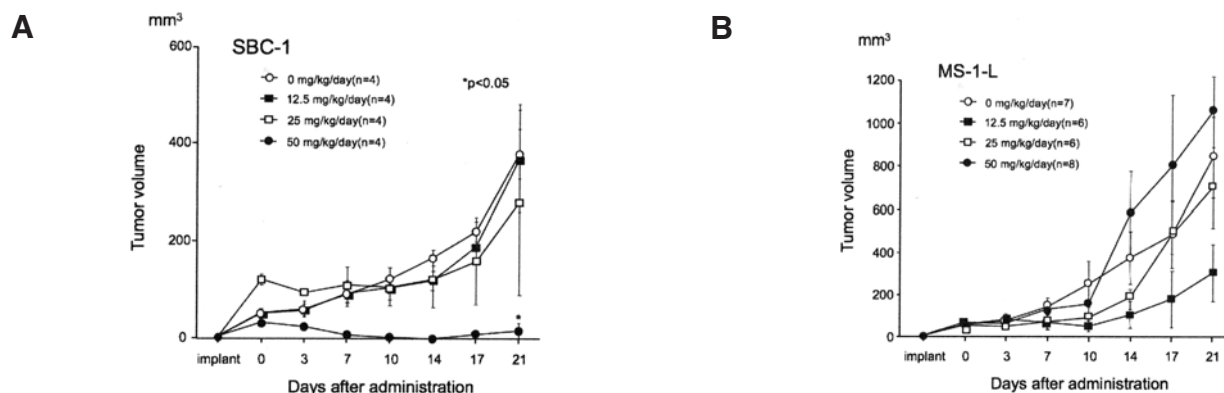 A
mm³
SBC-1
600
400
200
0
0 mg/kg/day(n=4)
12.5 mg/kg/day(n=4)
25 mg/kg/day(n=4)
50 mg/kg/day(n=4)
*p<0.05
*
Tumor volume
implant 0 3 7 10 14 17 21
Days after administration
B
mm³
MS-1-L
1200
1000
800
600
400
200
0
0 mg/kg/day(n=7)
12.5 mg/kg/day(n=6)
25 mg/kg/day(n=6)
50 mg/kg/day(n=8)
Tumor volume
implant 0 3 7 10 14 17 21
Days after administration